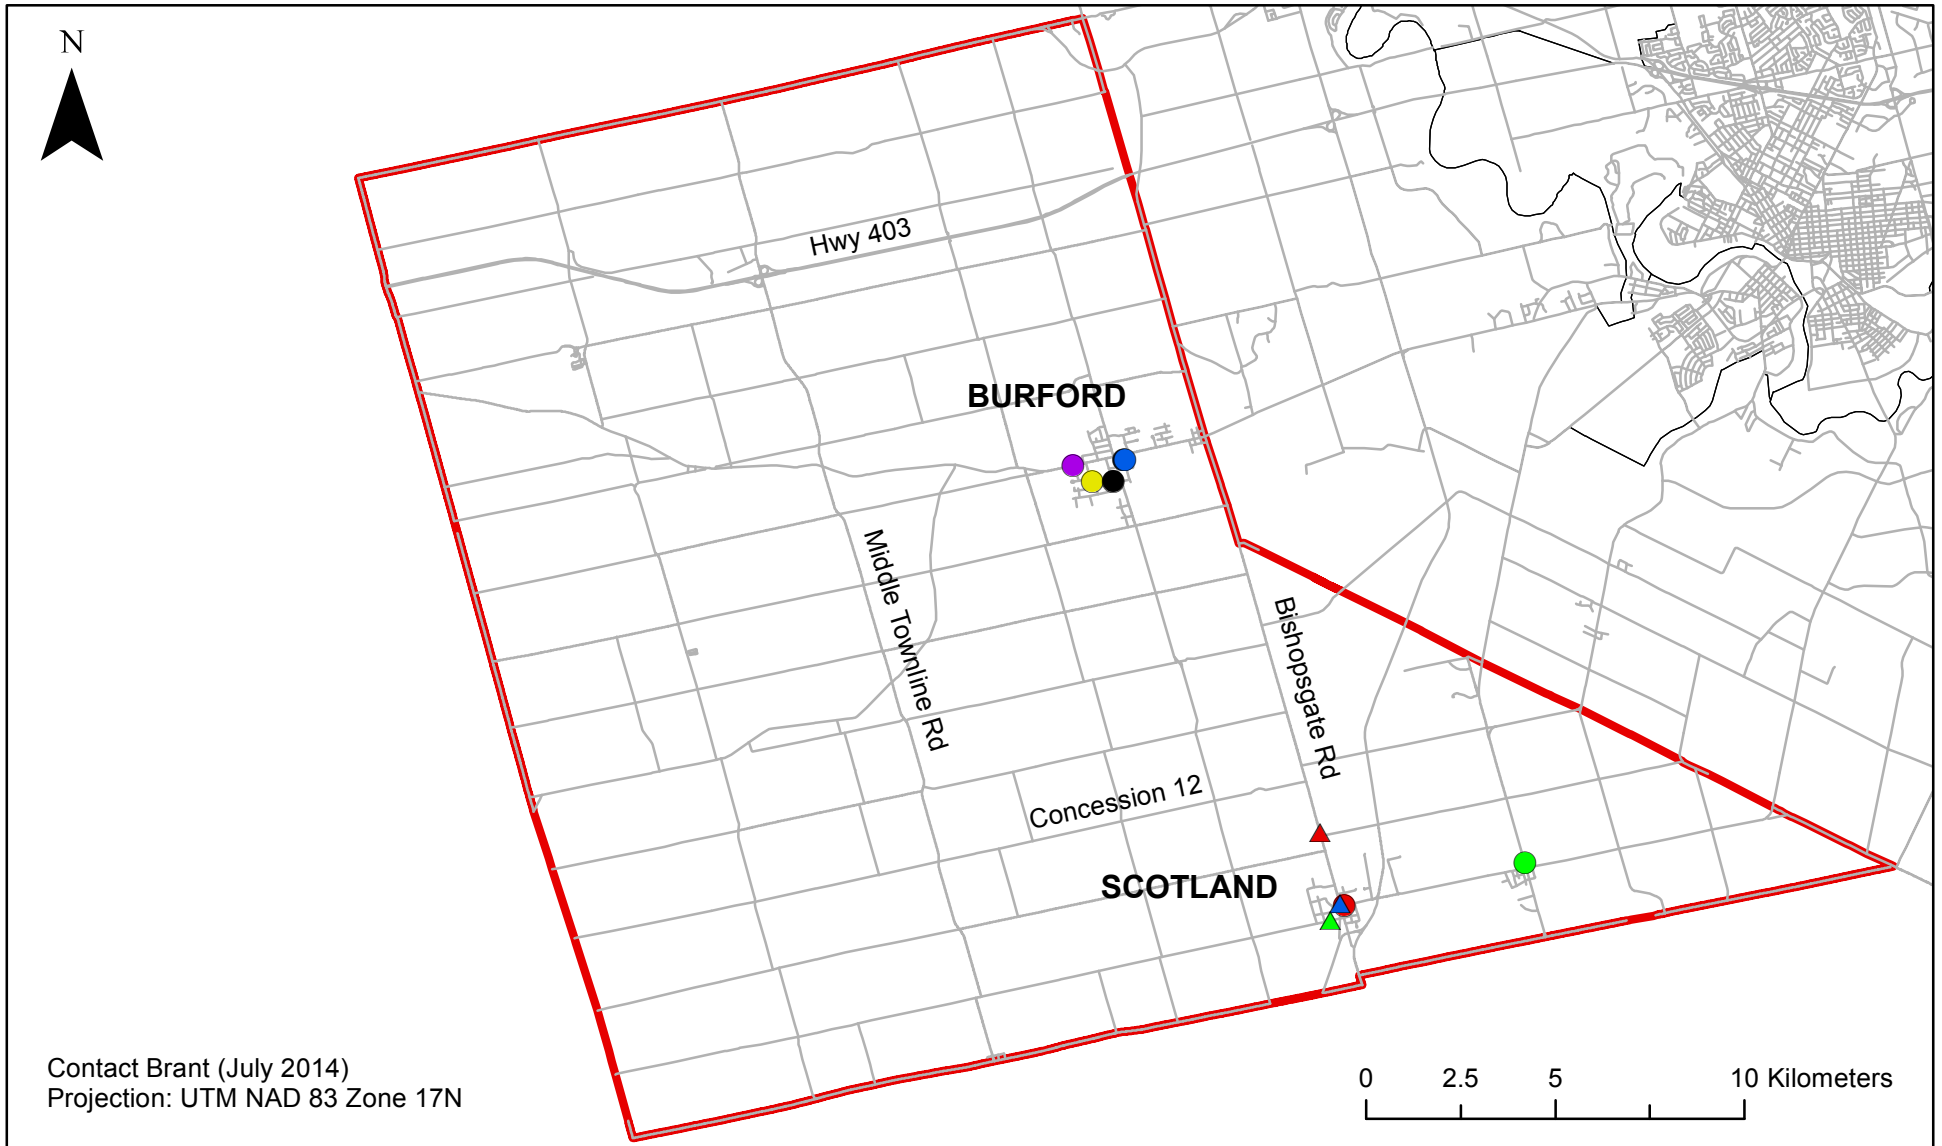 N
Hwy 403
BURFORD
Middle Townline Rd
Bishopsgate Rd
Concession 12
SCOTLAND
Contact Brant (July 2014)
Projection: UTM NAD 83 Zone 17N
0 2.5 5 10 Kilometers